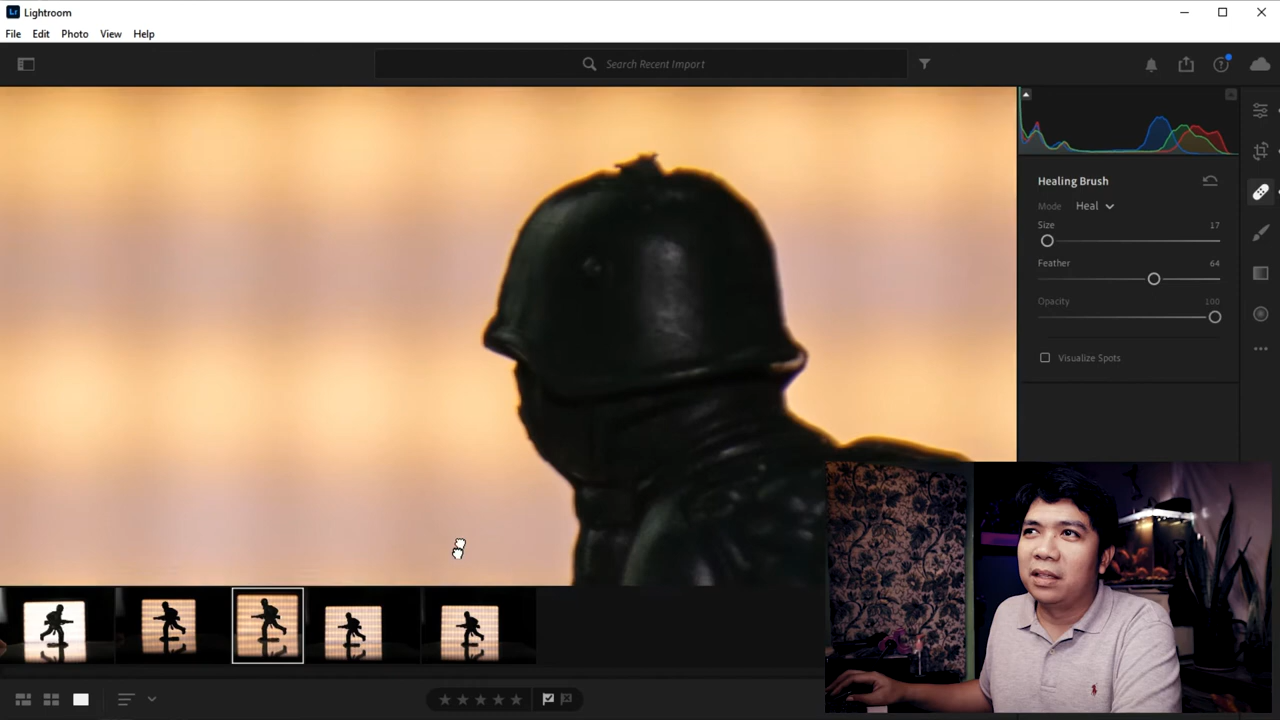 Lr Lightroom
File Edit Photo View Help
Search Recent Import
Healing Brush
Mode Heal
Size 17
Feather 64
Opacity 100
Visualize Spots